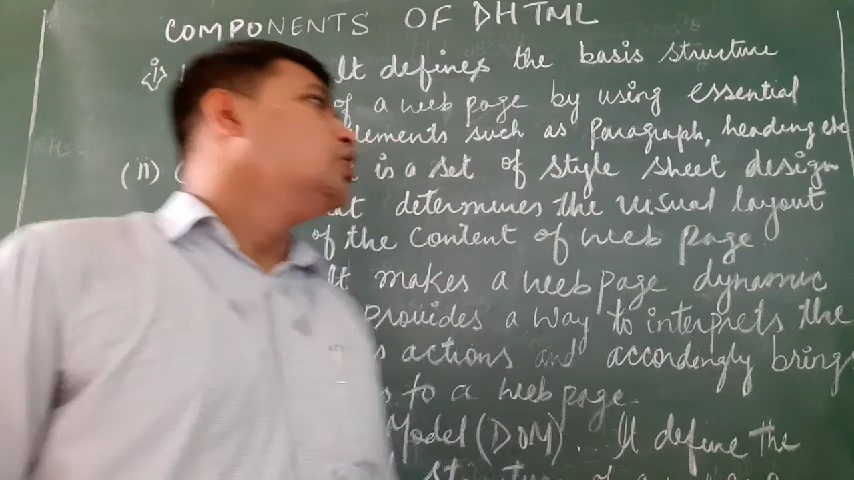 COMPONENTS OF DHTML
(i) It defines the basis structure
of a web page by using essential
elements such as Paragraph, heading etc
(ii) is a set of style sheet design
at determines the visual layout
of the Content of web page.
It makes a web page dynamic
Provides a way to interprets the
s actions and accordengly brings
s to a web page.
Model (DOM). It define the